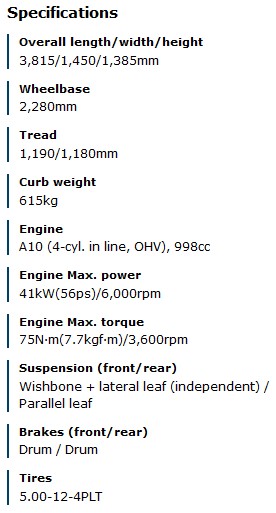 Specifications
Overall length/width/height
3,815/1,450/1,385mm
Wheelbase
2,280mm
Tread
1,190/1,180mm
Curb weight
615kg
Engine
A10 (4-cyl. in line, OHV), 998cc
Engine Max. power
41kW(56ps)/6,000rpm
Engine Max. torque
75N·m(7.7kgf·m)/3,600rpm
Suspension (front/rear)
Wishbone + lateral leaf (independent) /
Parallel leaf
Brakes (front/rear)
Drum / Drum
Tires
5.00-12-4PLT